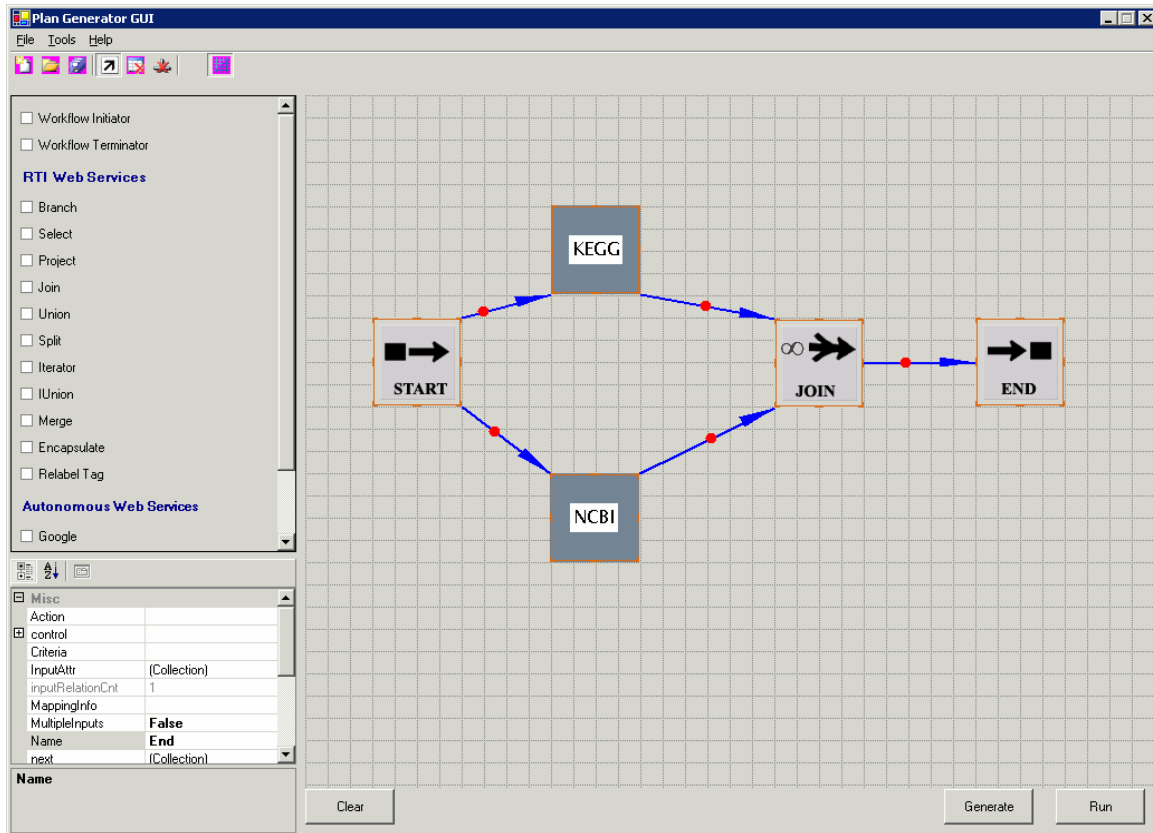 Plan Generator GUI
File Tools Help
Workflow Initiator
Workflow Terminator
RTI Web Services
Branch
Select
Project
Join
Union
Split
Iterator
IUnion
Merge
Encapsulate
Relabel Tag
Autonomous Web Services
Google
KEGG
START
∞
JOIN
END
NCBI
Misc
Action
control
Criteria
InputAttr (Collection)
inputRelationCnt 1
MappingInfo
MultipleInputs False
Name End
next (Collection)
Name
Clear
Generate
Run